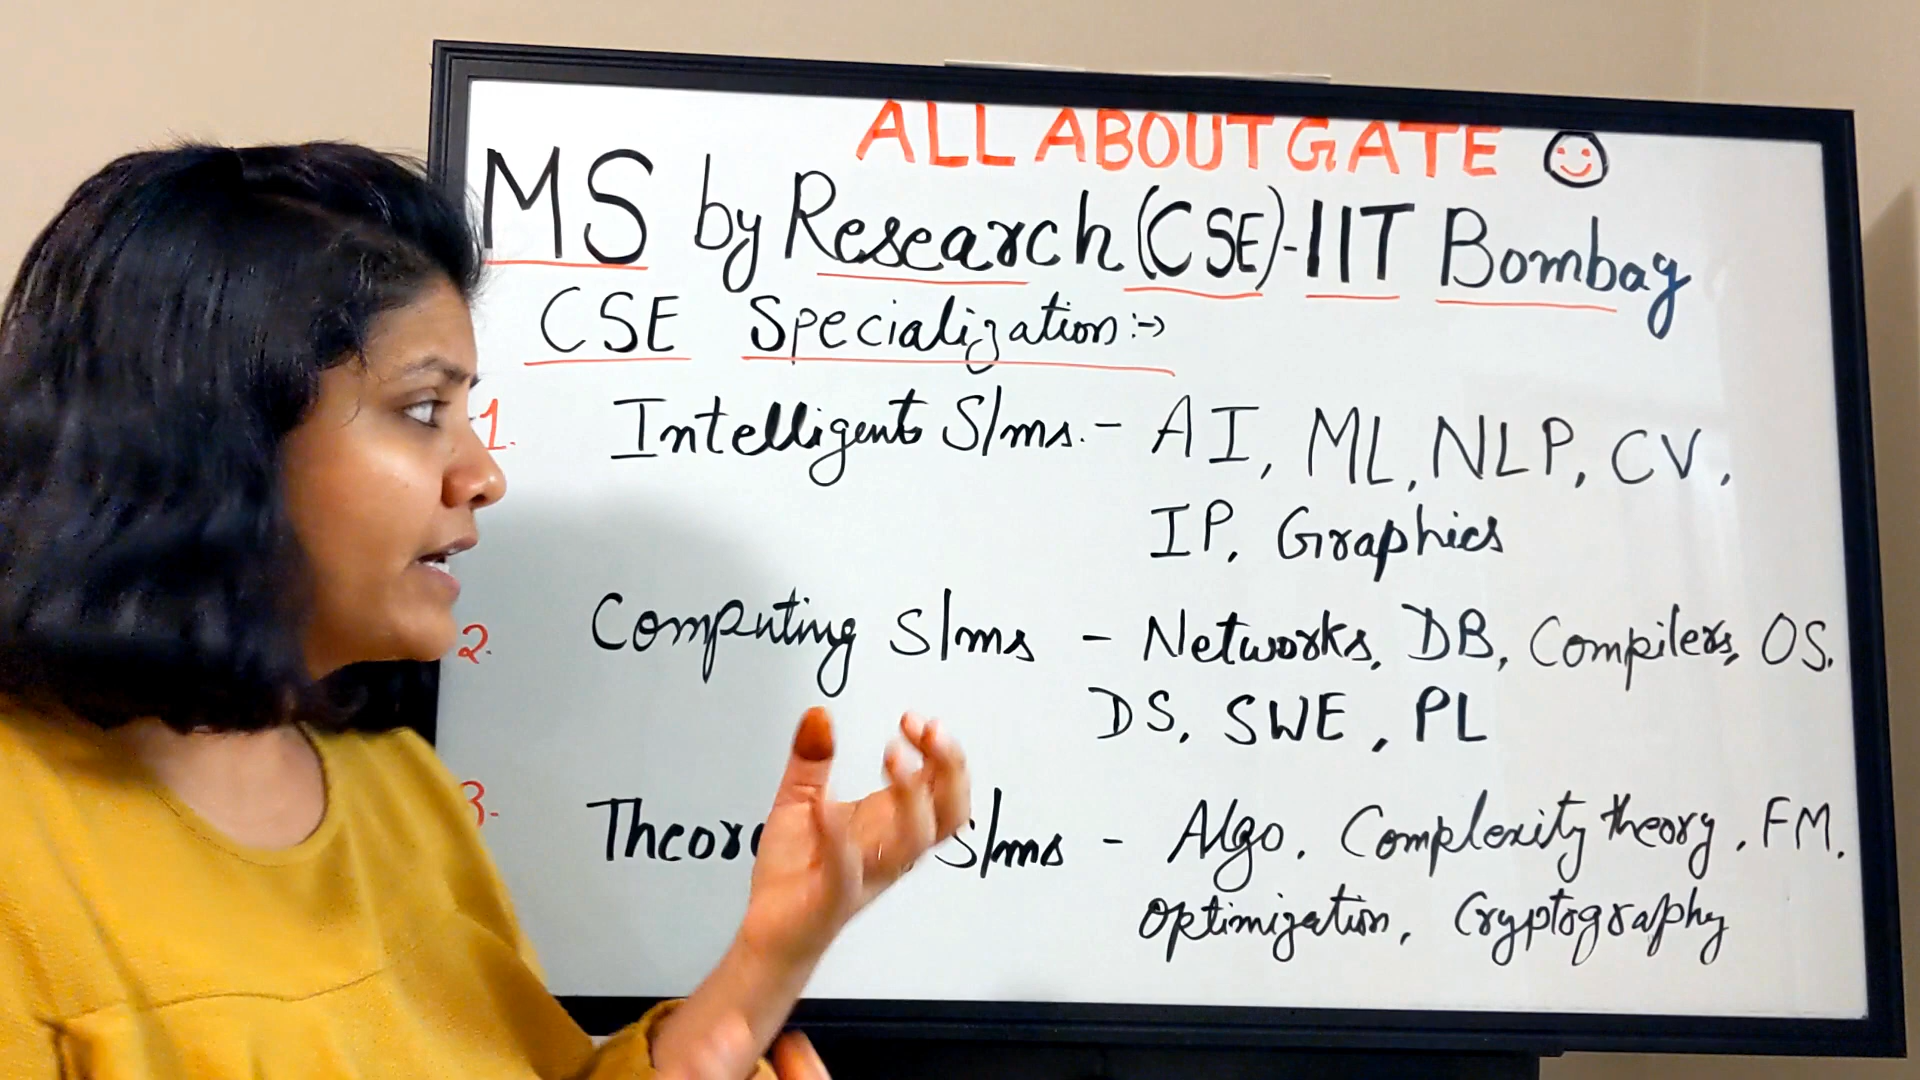 ALL ABOUT GATE
MS by Research (CSE)-IIT Bombay
CSE Specialization:->
1. Intelligent S/ms. - AI, ML, NLP, CV,
IP, Graphics
2. Computing S/ms - Networks, DB, Compilers, OS,
DS, SWE, PL
3. S/ms - Algo, Complexity theory, FM,
Optimization, Cryptography